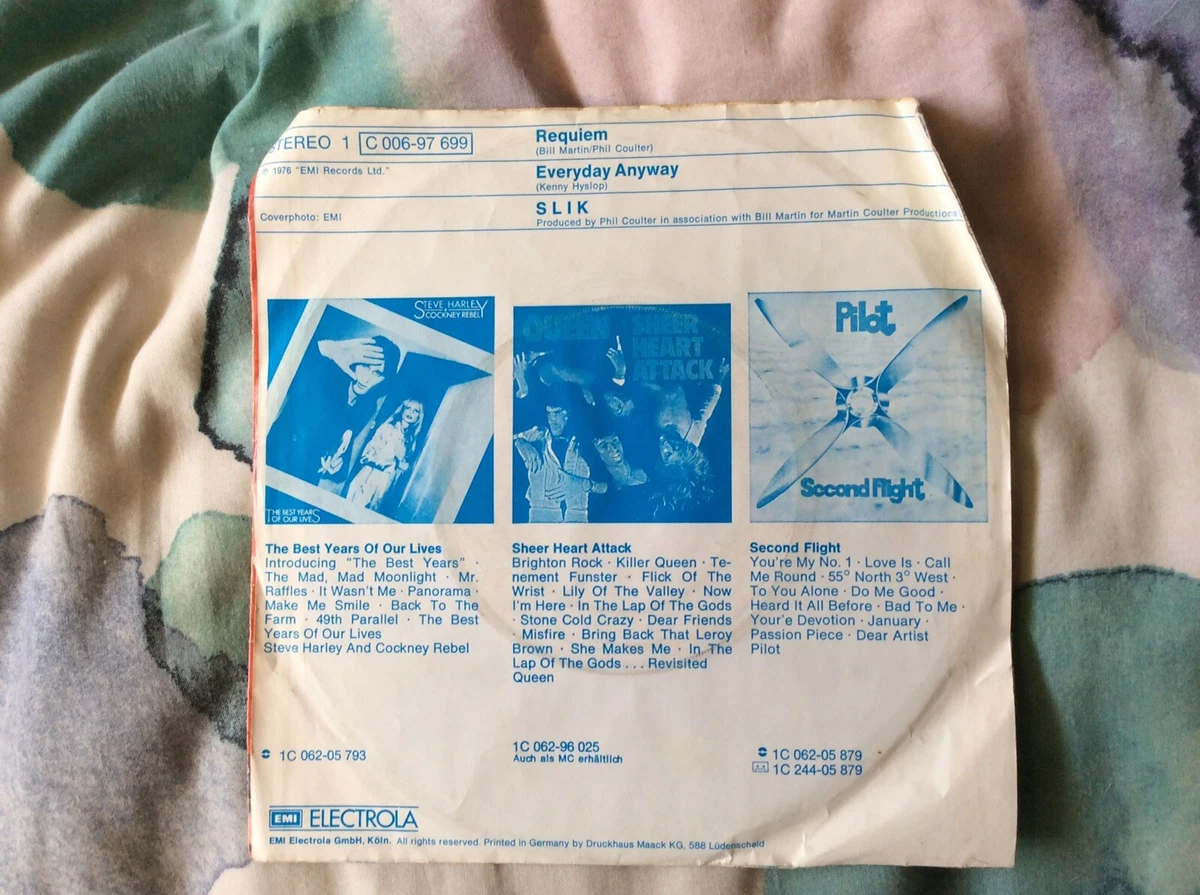 STEREO 1 C 006-97 699
℗ 1976 "EMI Records Ltd."
Coverphoto: EMI
Requiem
(Bill Martin/Phil Coulter)
Everyday Anyway
(Kenny Hyslop)
SLIK
Produced by Phil Coulter in association with Bill Martin for Martin Coulter Productions
STEVE HARLEY
COCKNEY REBEL
THE BEST YEARS
OF OUR LIVES
QUEEN SHEER
HEART
ATTACK
Pilot
Second Flight
The Best Years Of Our Lives
Introducing "The Best Years" ·
The Mad, Mad Moonlight · Mr.
Raffles · It Wasn't Me · Panorama ·
Make Me Smile · Back To The
Farm · 49th Parallel · The Best
Years Of Our Lives
Steve Harley And Cockney Rebel
Sheer Heart Attack
Brighton Rock · Killer Queen · Te-
nement Funster · Flick Of The
Wrist · Lily Of The Valley · Now
I'm Here · In The Lap Of The Gods
· Stone Cold Crazy · Dear Friends
· Misfire · Bring Back That Leroy
Brown · She Makes Me · In The
Lap Of The Gods ... Revisited
Queen
Second Flight
You're My No. 1 · Love Is · Call
Me Round · 55° North 3° West ·
To You Alone · Do Me Good ·
Heard It All Before · Bad To Me ·
Your'e Devotion · January ·
Passion Piece · Dear Artist
Pilot
1C 062-05 793
1C 062-96 025
Auch als MC erhältlich
1C 062-05 879
1C 244-05 879
EMI ELECTROLA
EMI Electrola GmbH, Köln. All rights reserved. Printed in Germany by Druckhaus Maack KG, 588 Lüdenscheid